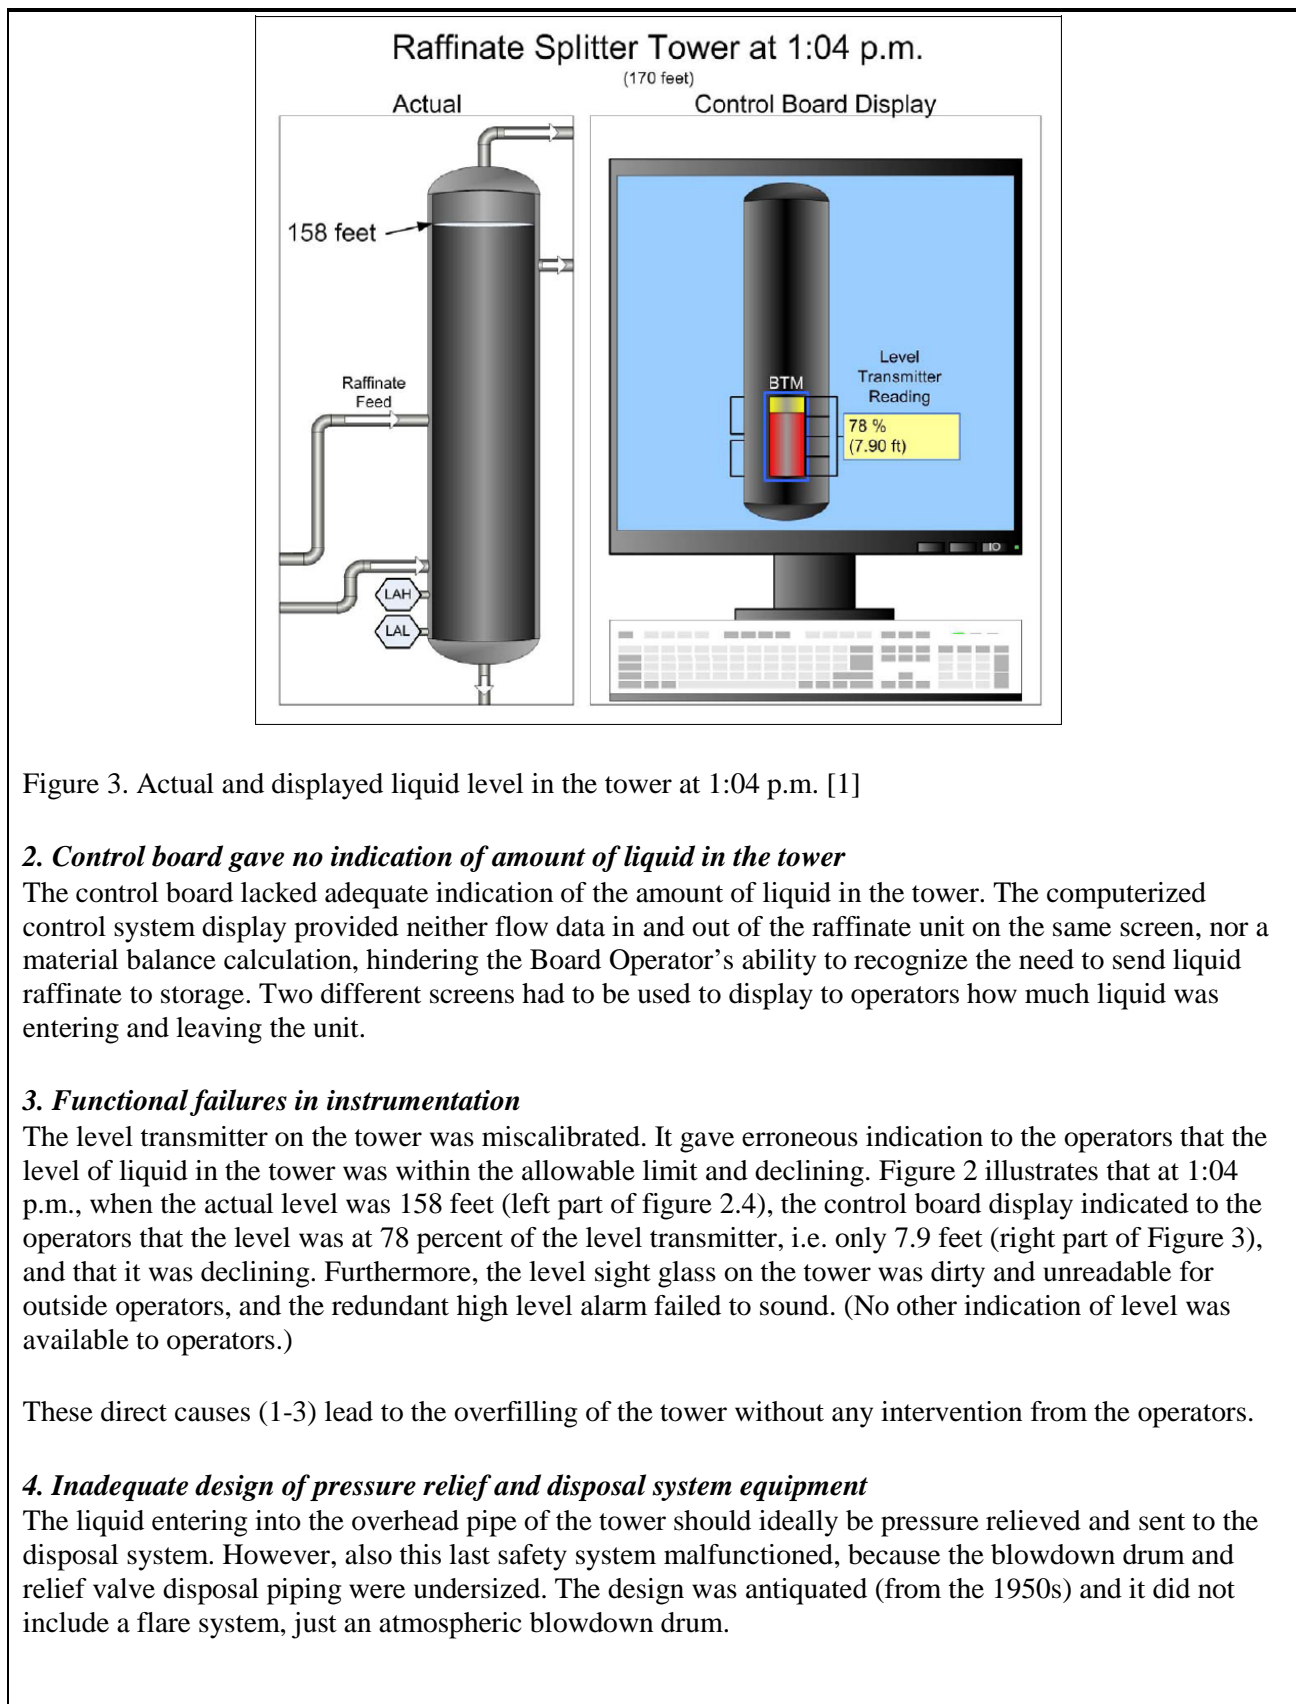 Raffinate Splitter Tower at 1:04 p.m.
(170 feet)
Actual
Control Board Display
158 feet
Raffinate
Feed
LAH
LAL
BTM
Level
Transmitter
Reading
78 %
(7.90 ft)
IO
Figure 3. Actual and displayed liquid level in the tower at 1:04 p.m. [1]
2. Control board gave no indication of amount of liquid in the tower
The control board lacked adequate indication of the amount of liquid in the tower. The computerized
control system display provided neither flow data in and out of the raffinate unit on the same screen, nor a
material balance calculation, hindering the Board Operator’s ability to recognize the need to send liquid
raffinate to storage. Two different screens had to be used to display to operators how much liquid was
entering and leaving the unit.
3. Functional failures in instrumentation
The level transmitter on the tower was miscalibrated. It gave erroneous indication to the operators that the
level of liquid in the tower was within the allowable limit and declining. Figure 2 illustrates that at 1:04
p.m., when the actual level was 158 feet (left part of figure 2.4), the control board display indicated to the
operators that the level was at 78 percent of the level transmitter, i.e. only 7.9 feet (right part of Figure 3),
and that it was declining. Furthermore, the level sight glass on the tower was dirty and unreadable for
outside operators, and the redundant high level alarm failed to sound. (No other indication of level was
available to operators.)
These direct causes (1-3) lead to the overfilling of the tower without any intervention from the operators.
4. Inadequate design of pressure relief and disposal system equipment
The liquid entering into the overhead pipe of the tower should ideally be pressure relieved and sent to the
disposal system. However, also this last safety system malfunctioned, because the blowdown drum and
relief valve disposal piping were undersized. The design was antiquated (from the 1950s) and it did not
include a flare system, just an atmospheric blowdown drum.